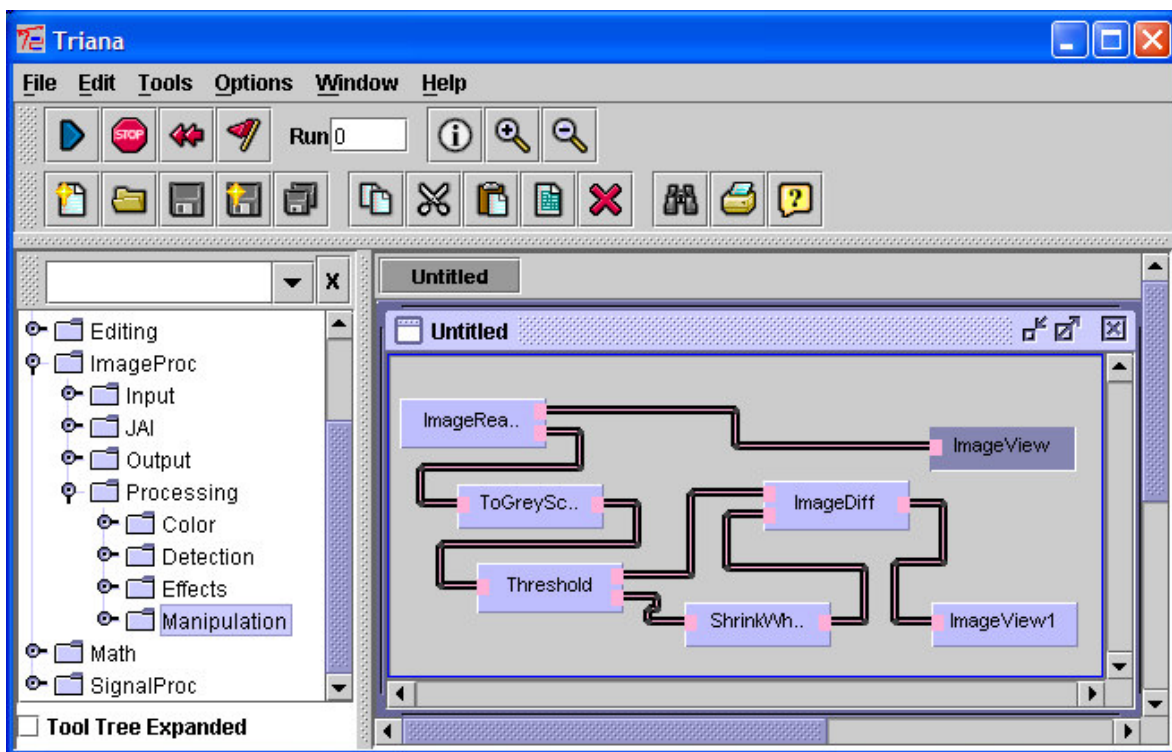 Triana
File Edit Tools Options Window Help
STOP
Run 0
Untitled
Editing
ImageProc
Input
JAI
Output
Processing
Color
Detection
Effects
Manipulation
Math
SignalProc
Tool Tree Expanded
Untitled
ImageRea..
ImageView
ToGreySc..
ImageDiff
Threshold
ShrinkWh..
ImageView1